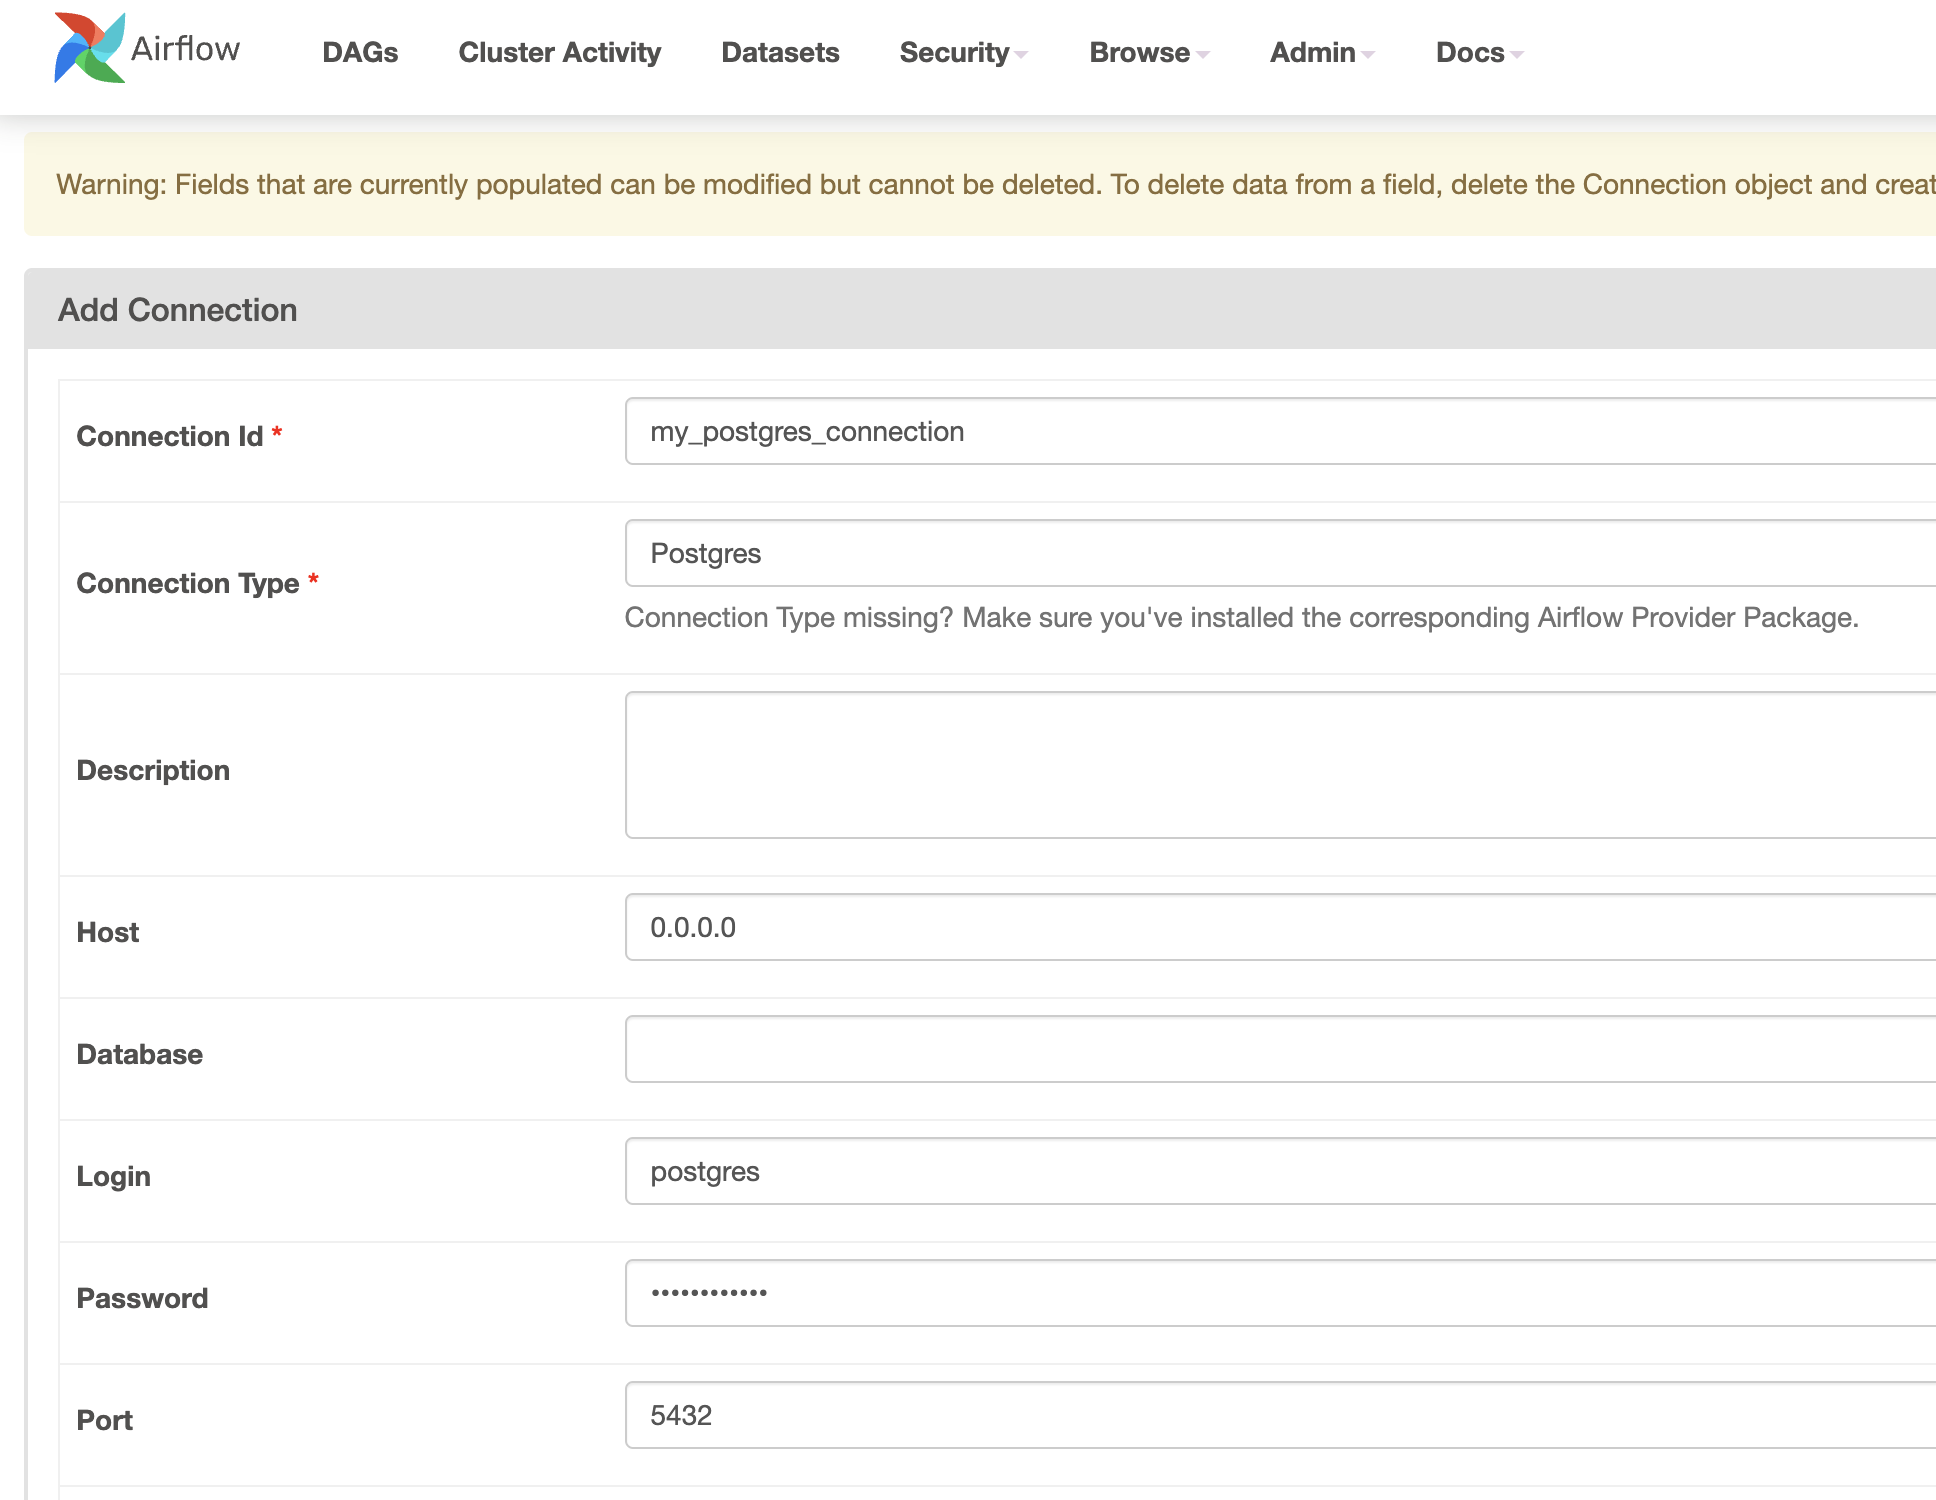 Airflow DAGs Cluster Activity Datasets Security Browse Admin Docs
Warning: Fields that are currently populated can be modified but cannot be deleted. To delete data from a field, delete the Connection object and creat
Add Connection
Connection Id * my_postgres_connection
Connection Type * Postgres
Connection Type missing? Make sure you've installed the corresponding Airflow Provider Package.
Description
Host 0.0.0.0
Database
Login postgres
Password ••••••••••••
Port 5432